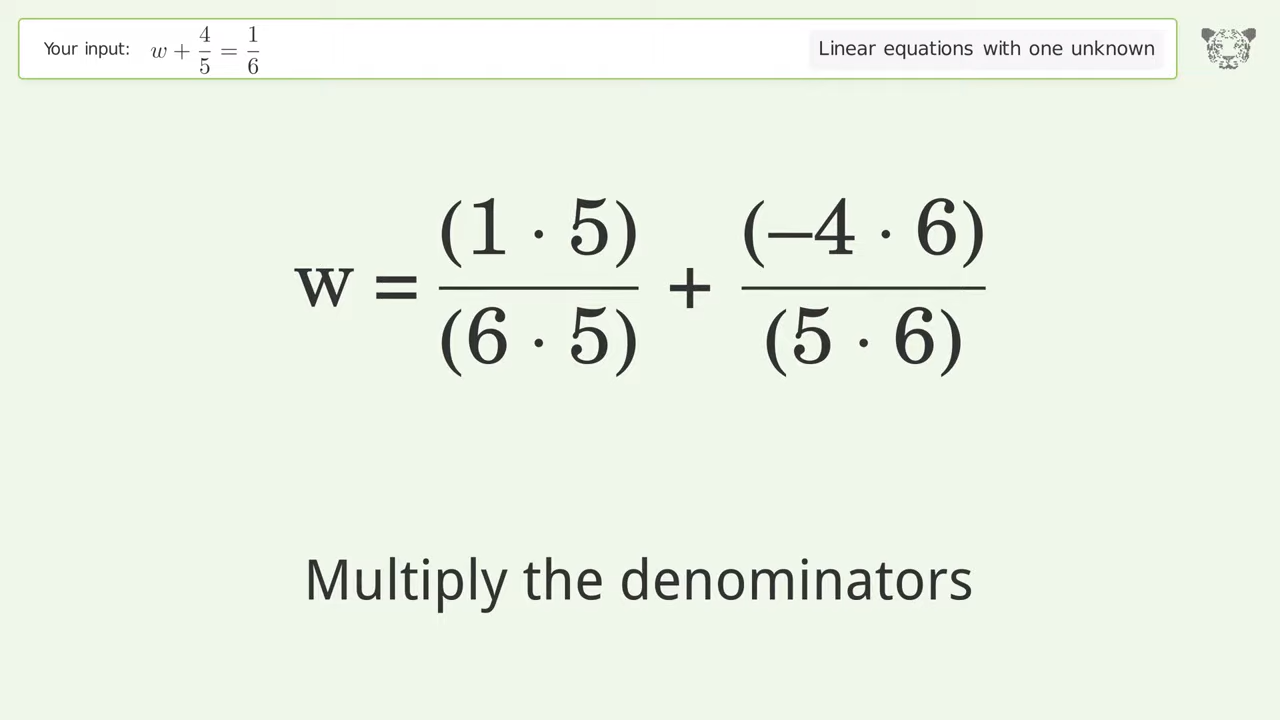 Your input: w + 4/5 = 1/6
Linear equations with one unknown
w = (1 · 5)/(6 · 5) + (−4 · 6)/(5 · 6)
Multiply the denominators